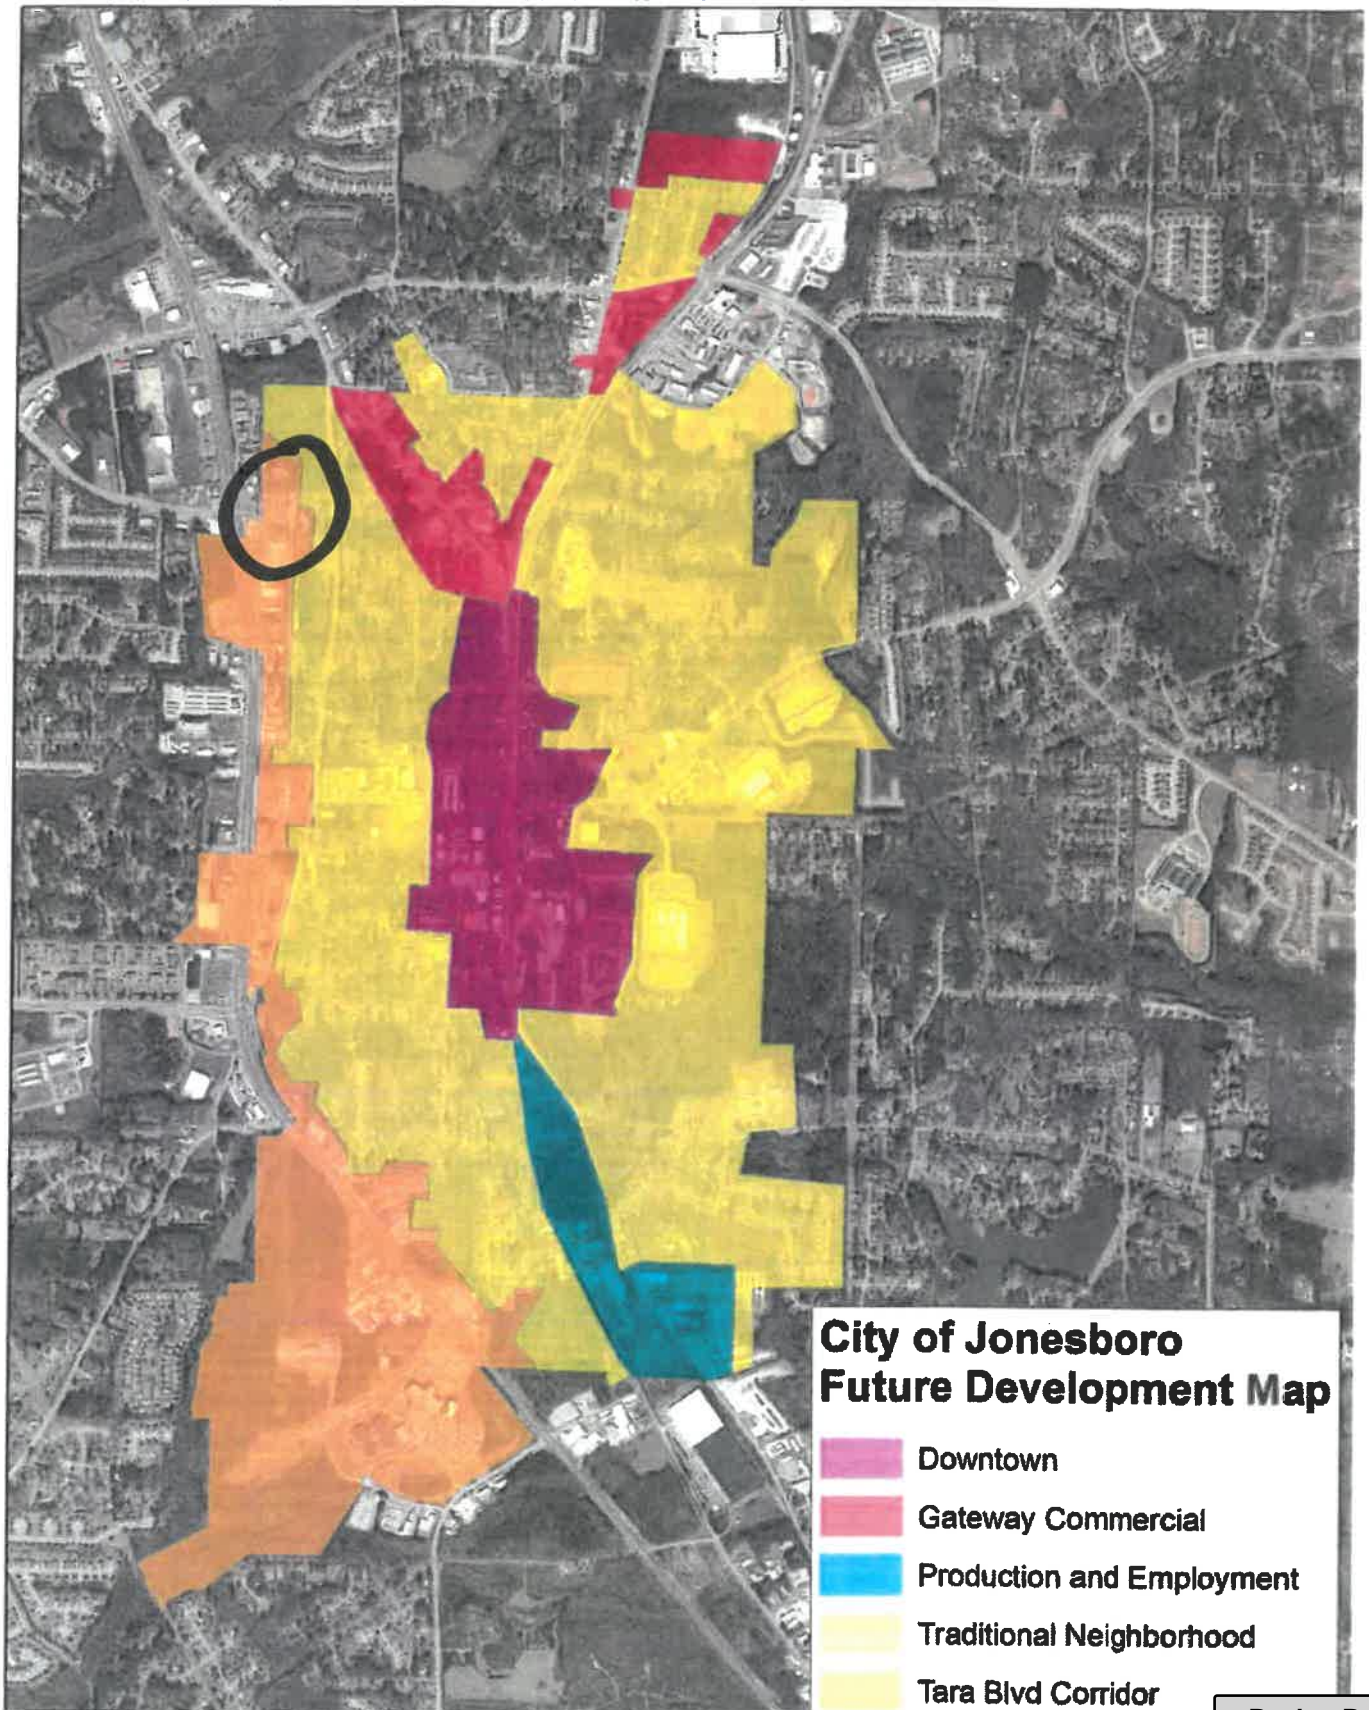 City of Jonesboro
Future Development Map
Downtown
Gateway Commercial
Production and Employment
Traditional Neighborhood
Tara Blvd Corridor